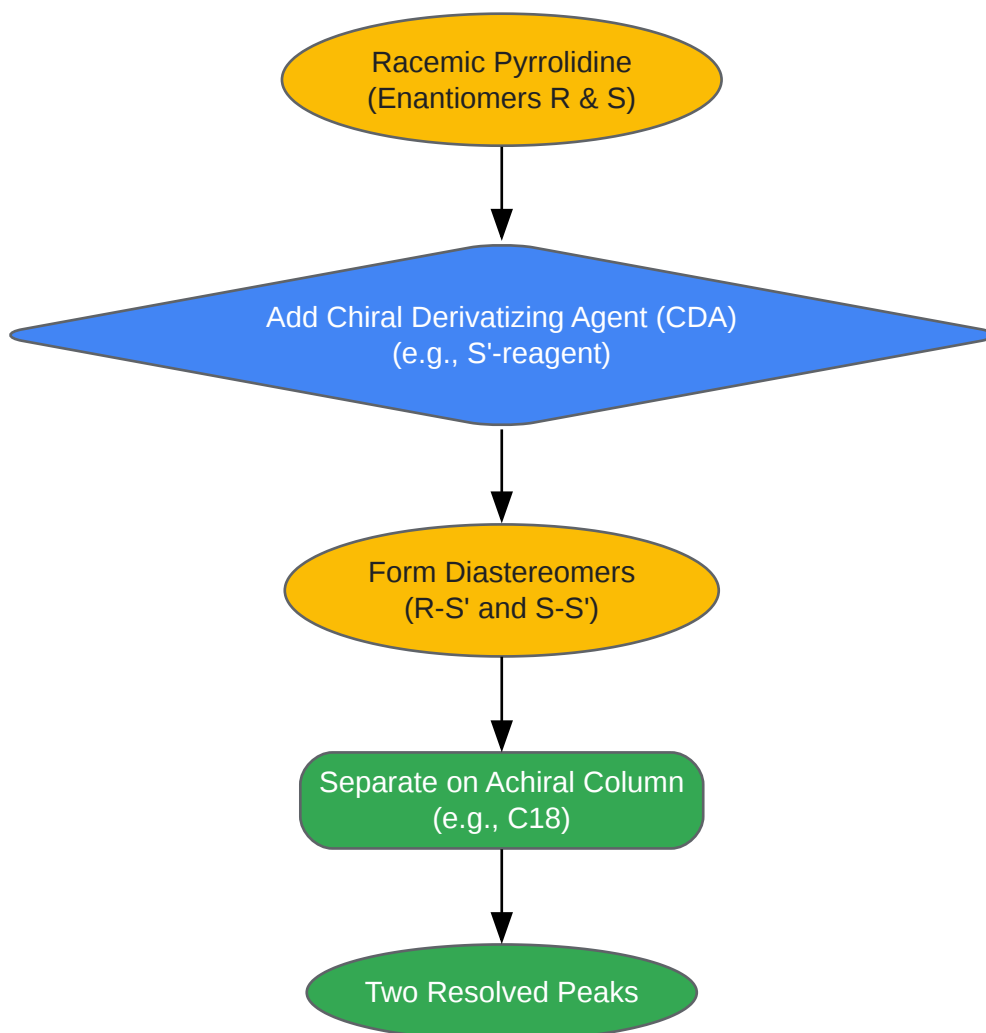 Racemic Pyrrolidine
(Enantiomers R & S)
Add Chiral Derivatizing Agent (CDA)
(e.g., S'-reagent)
Form Diastereomers
(R-S' and S-S')
Separate on Achiral Column
(e.g., C18)
Two Resolved Peaks